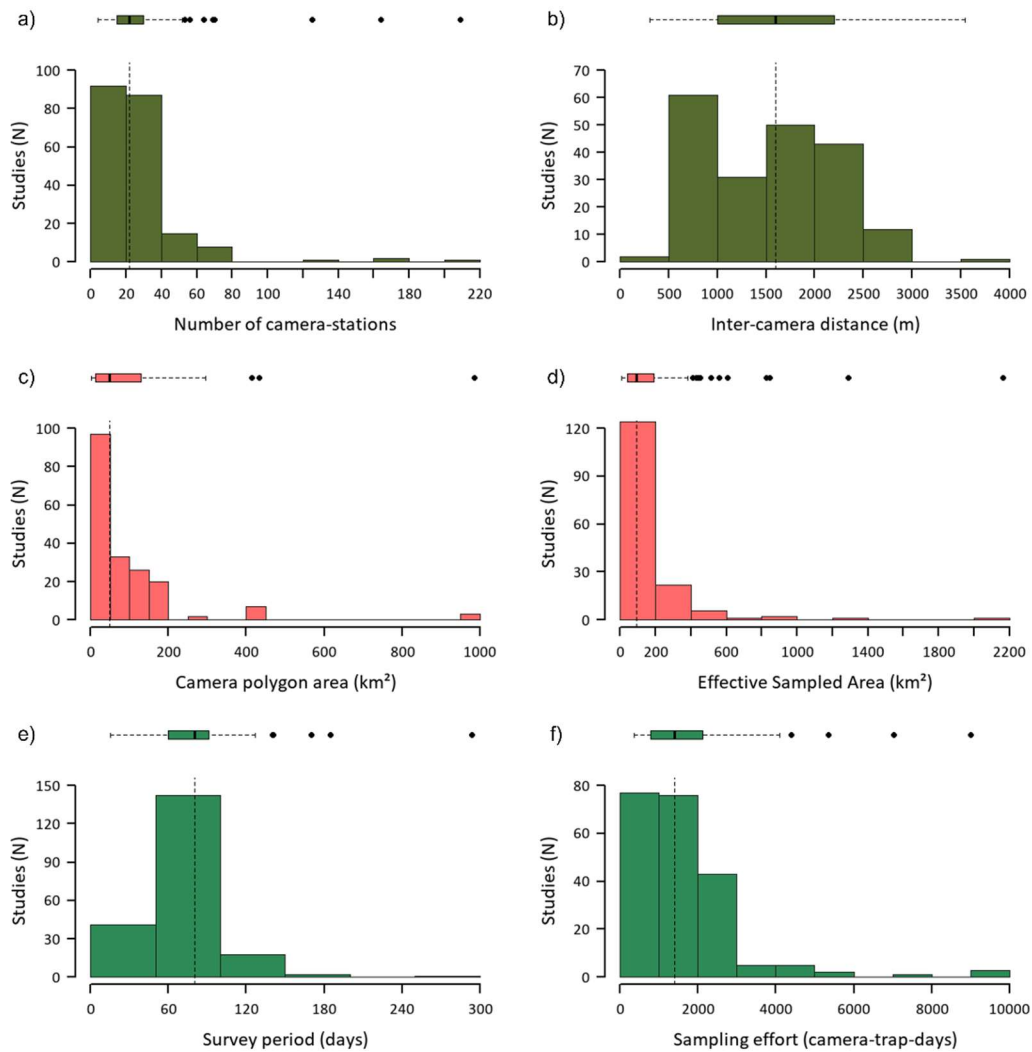 a)
100
80
60
40
20
0
Studies (N)
0 20 40 60 80 100 140 180 220
Number of camera-stations
b)
70
60
50
40
30
20
10
0
Studies (N)
0 500 1000 1500 2000 2500 3000 3500 4000
Inter-camera distance (m)
c)
100
80
60
40
20
0
Studies (N)
0 200 400 600 800 1000
Camera polygon area (km²)
d)
120
90
60
30
0
Studies (N)
0 200 600 1000 1400 1800 2200
Effective Sampled Area (km²)
e)
150
120
90
60
30
0
Studies (N)
0 60 120 180 240 300
Survey period (days)
f)
80
60
40
20
0
Studies (N)
0 2000 4000 6000 8000 10000
Sampling effort (camera-trap-days)